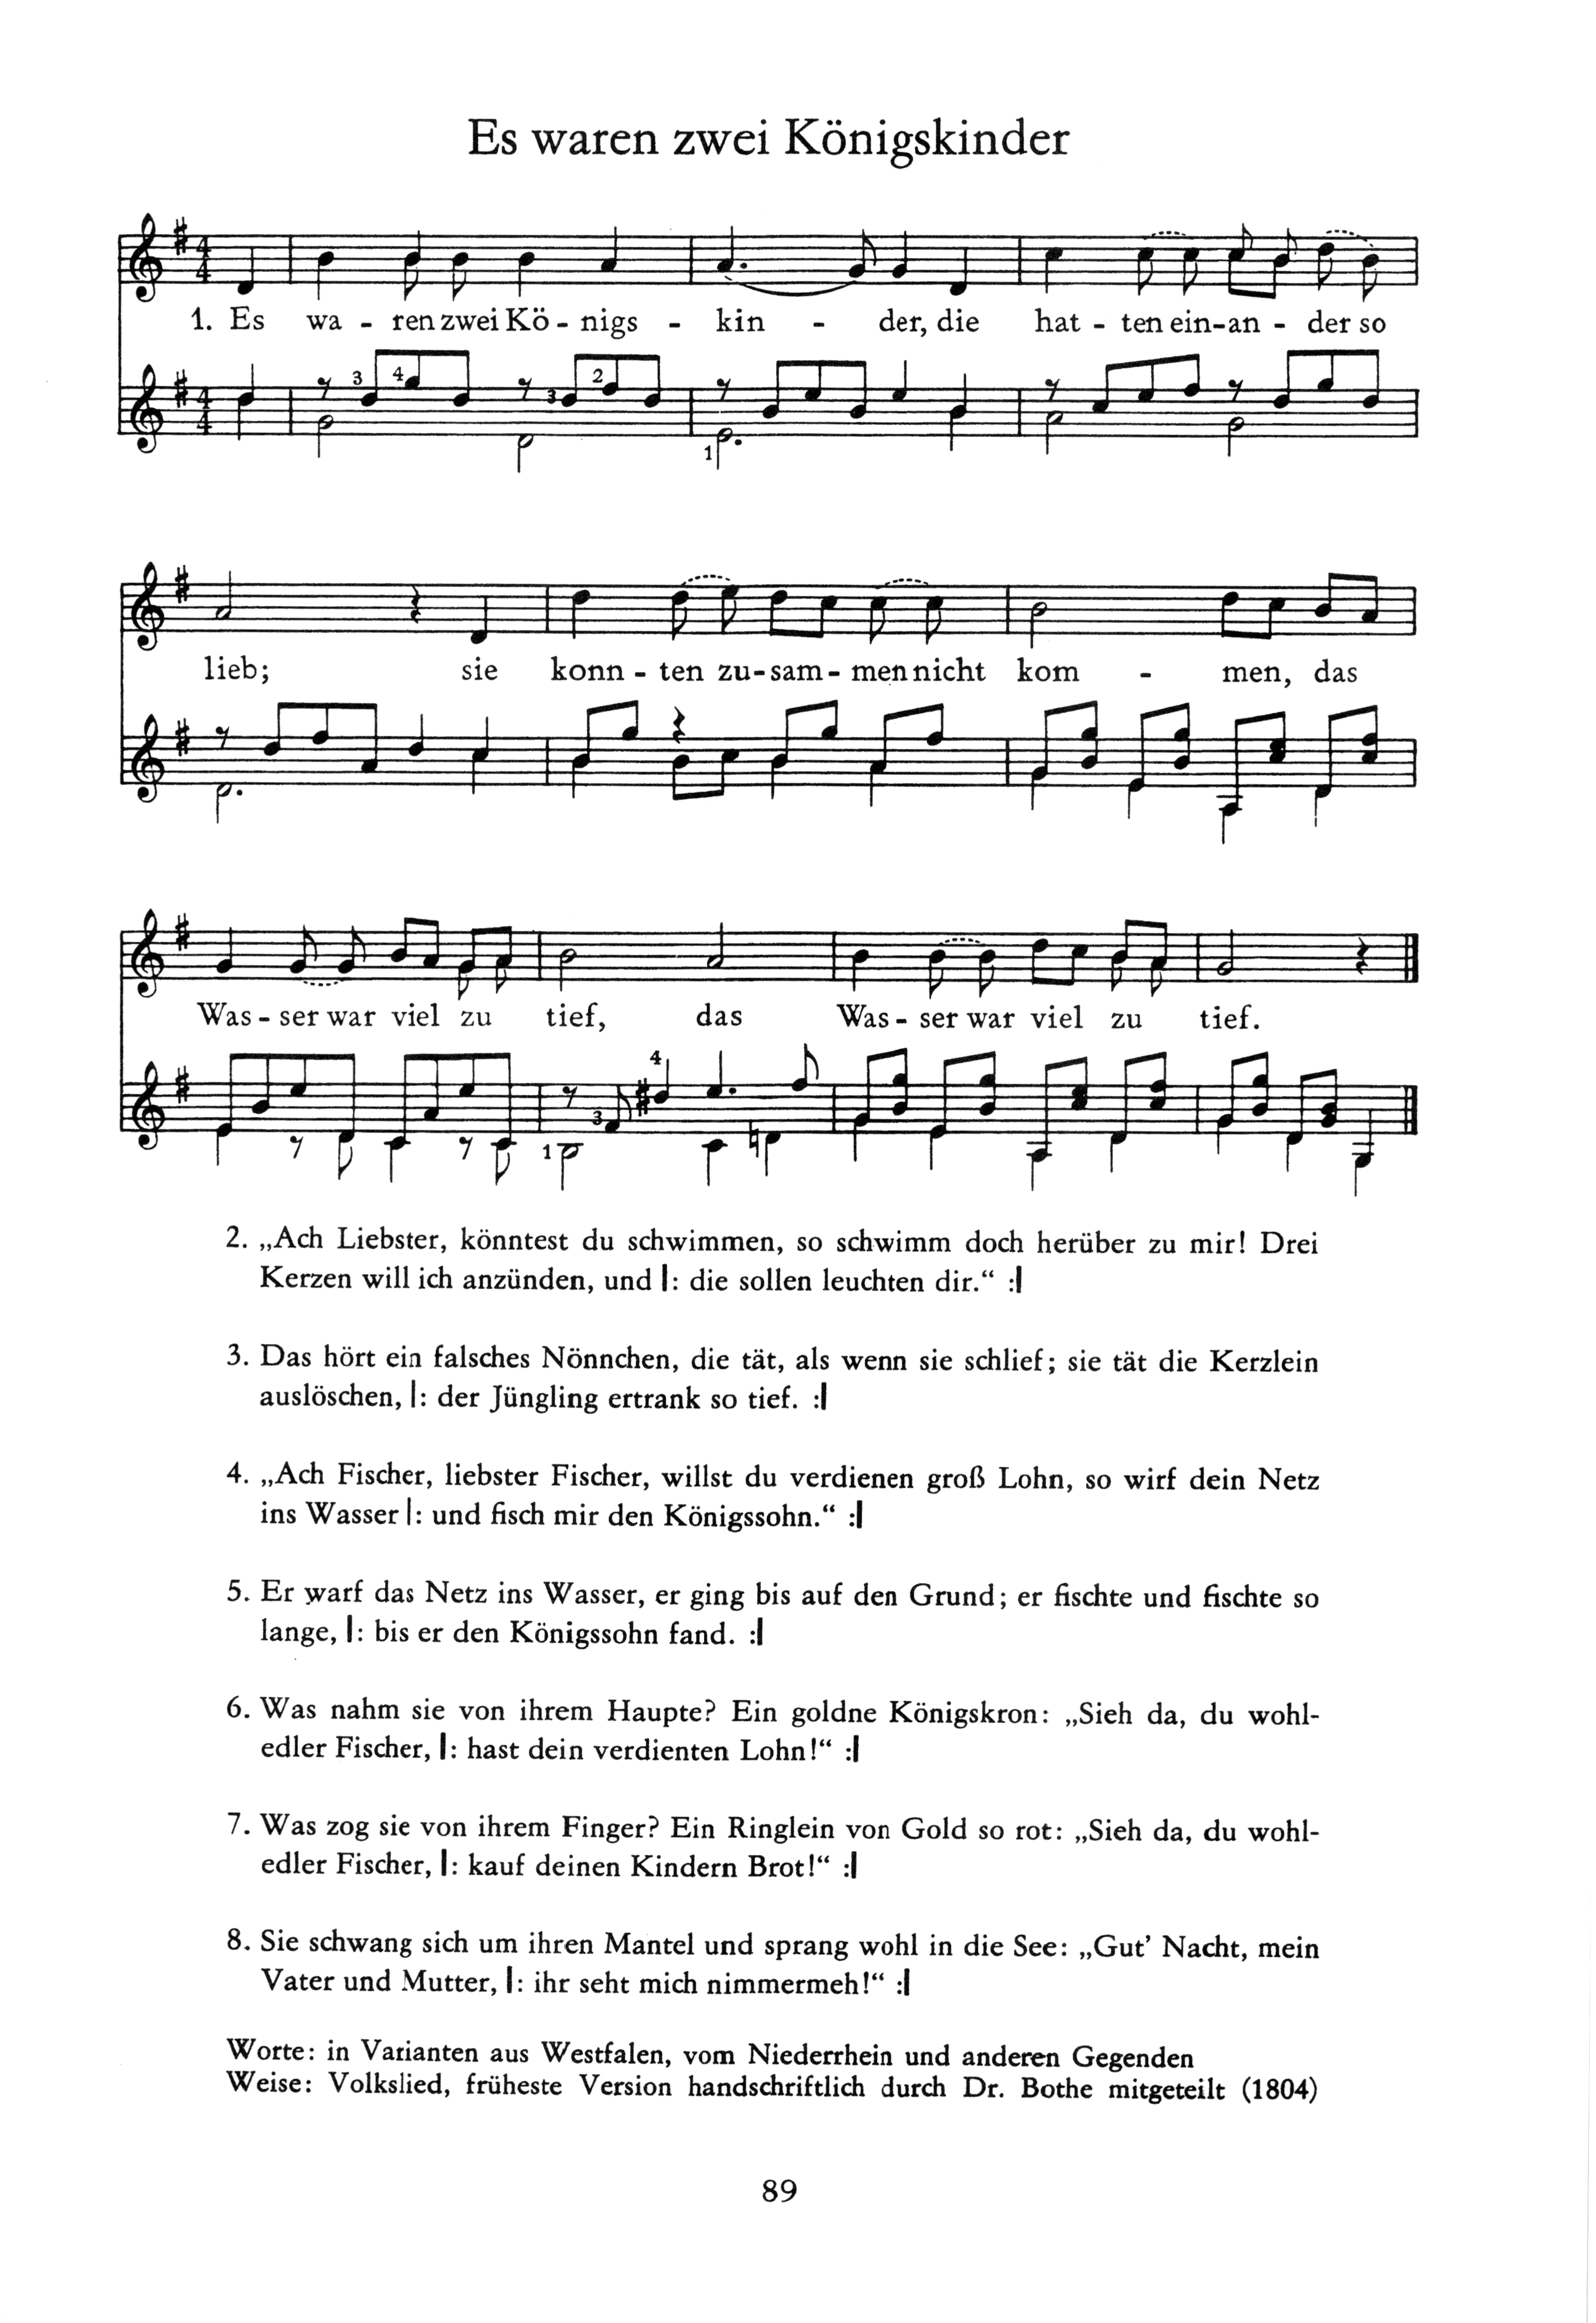 Es waren zwei Königskinder
4
4
1. Es wa - ren zwei Kö - nigs - kin - der, die hat - ten ein-an - der so
4
4
3 4 3 2 1
lieb; sie konn - ten zu-sam- men nicht kom - men, das
Was - ser war viel zu tief, das Was - ser war viel zu tief.
3 4
1
2. „Ach Liebster, könntest du schwimmen, so schwimm doch herüber zu mir! Drei
Kerzen will ich anzünden, und |: die sollen leuchten dir.“ :|
3. Das hört ein falsches Nönnchen, die tät, als wenn sie schlief; sie tät die Kerzlein
auslöschen, |: der Jüngling ertrank so tief. :|
4. „Ach Fischer, liebster Fischer, willst du verdienen groß Lohn, so wirf dein Netz
ins Wasser |: und fisch mir den Königssohn.“ :|
5. Er warf das Netz ins Wasser, er ging bis auf den Grund; er fischte und fischte so
lange, |: bis er den Königssohn fand. :|
6. Was nahm sie von ihrem Haupte? Ein goldne Königskron: „Sieh da, du wohl-
edler Fischer, |: hast dein verdienten Lohn!“ :|
7. Was zog sie von ihrem Finger? Ein Ringlein von Gold so rot: „Sieh da, du wohl-
edler Fischer, |: kauf deinen Kindern Brot!“ :|
8. Sie schwang sich um ihren Mantel und sprang wohl in die See: „Gut’ Nacht, mein
Vater und Mutter, |: ihr seht mich nimmermeh!“ :|
Worte: in Varianten aus Westfalen, vom Niederrhein und anderen Gegenden
Weise: Volkslied, früheste Version handschriftlich durch Dr. Bothe mitgeteilt (1804)
89